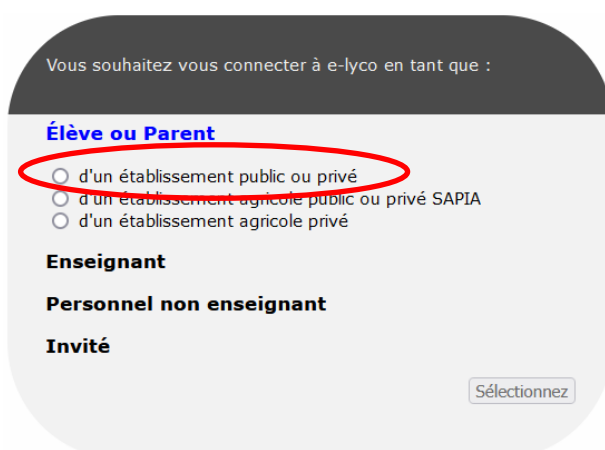 Vous souhaitez vous connecter à e-lyco en tant que :
Élève ou Parent
d'un établissement public ou privé
d'un établissement agricole public ou privé SAPIA
d'un établissement agricole privé
Enseignant
Personnel non enseignant
Invité
Sélectionnez